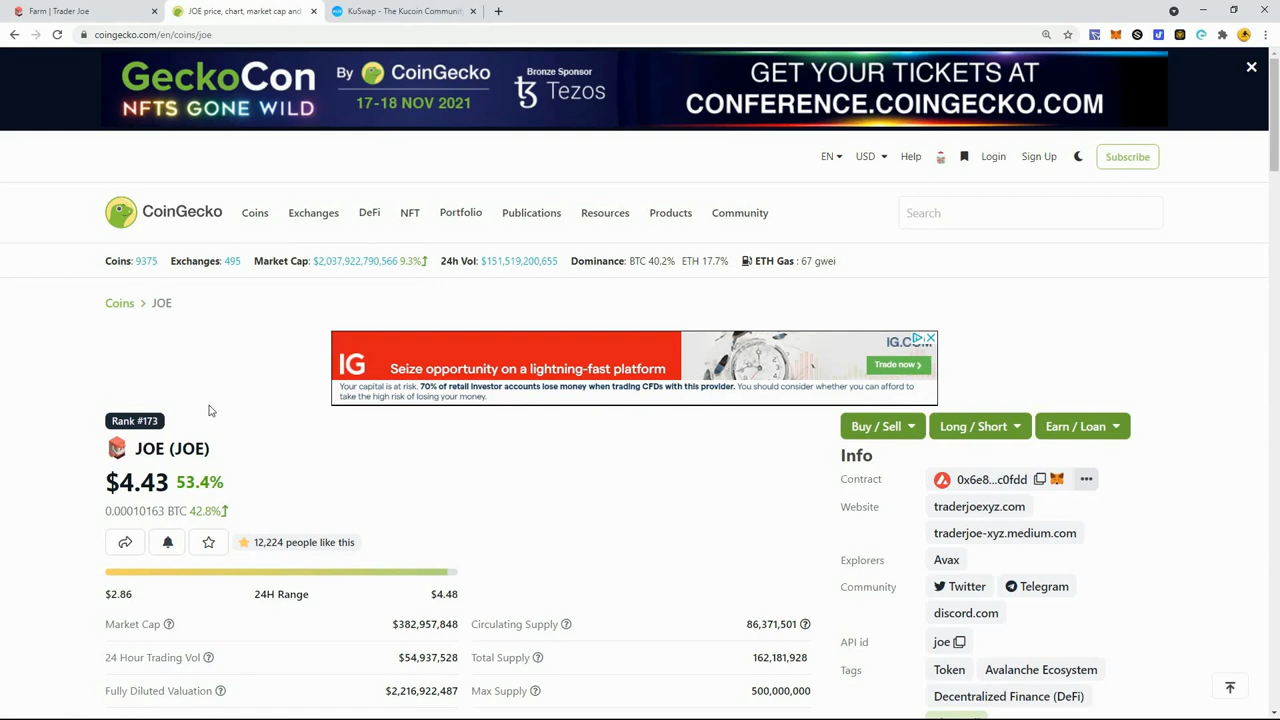 Farm | Trader Joe
JOE price, chart, market cap and
KuSwap - The Kucoin Community
coingecko.com/en/coins/joe
GeckoCon
NFTS GONE WILD
By CoinGecko
17-18 NOV 2021
Bronze Sponsor
Tezos
GET YOUR TICKETS AT
CONFERENCE.COINGECKO.COM
EN USD Help Login Sign Up Subscribe
CoinGecko Coins Exchanges DeFi NFT Portfolio Publications Resources Products Community Search
Coins: 9375 Exchanges: 495 Market Cap: $2,037,922,790,566 9.3% 24h Vol: $151,519,200,655 Dominance: BTC 40.2% ETH 17.7% ETH Gas : 67 gwei
Coins > JOE
IG Seize opportunity on a lightning-fast platform
IG.COM
Trade now >
Your capital is at risk. 70% of retail investor accounts lose money when trading CFDs with this provider. You should consider whether you can afford to
take the high risk of losing your money.
Rank #173
JOE (JOE)
$4.43 53.4%
0.00010163 BTC 42.8%
12,224 people like this
$2.86 24H Range $4.48
Market Cap $382,957,848
24 Hour Trading Vol $54,937,528
Fully Diluted Valuation $2,216,922,487
Circulating Supply 86,371,501
Total Supply 162,181,928
Max Supply 500,000,000
Buy / Sell Long / Short Earn / Loan
Info
Contract 0x6e8...c0fdd
Website traderjoexyz.com
traderjoe-xyz.medium.com
Explorers Avax
Community Twitter Telegram
discord.com
API id joe
Tags Token Avalanche Ecosystem
Decentralized Finance (DeFi)